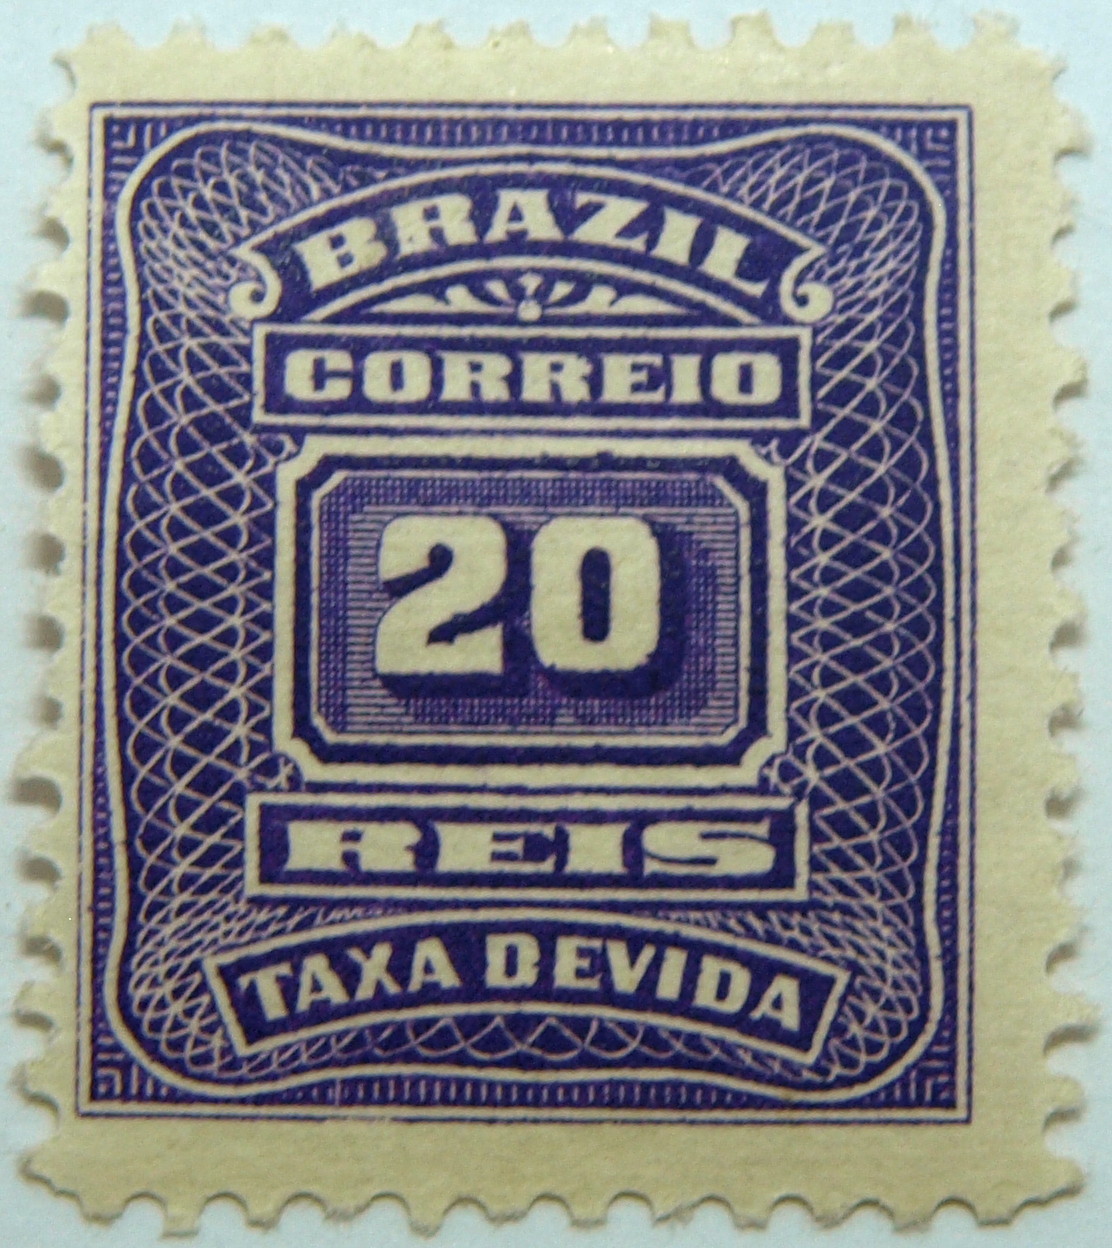 BRAZIL
CORREIO
20
REIS
TAXA DEVIDA